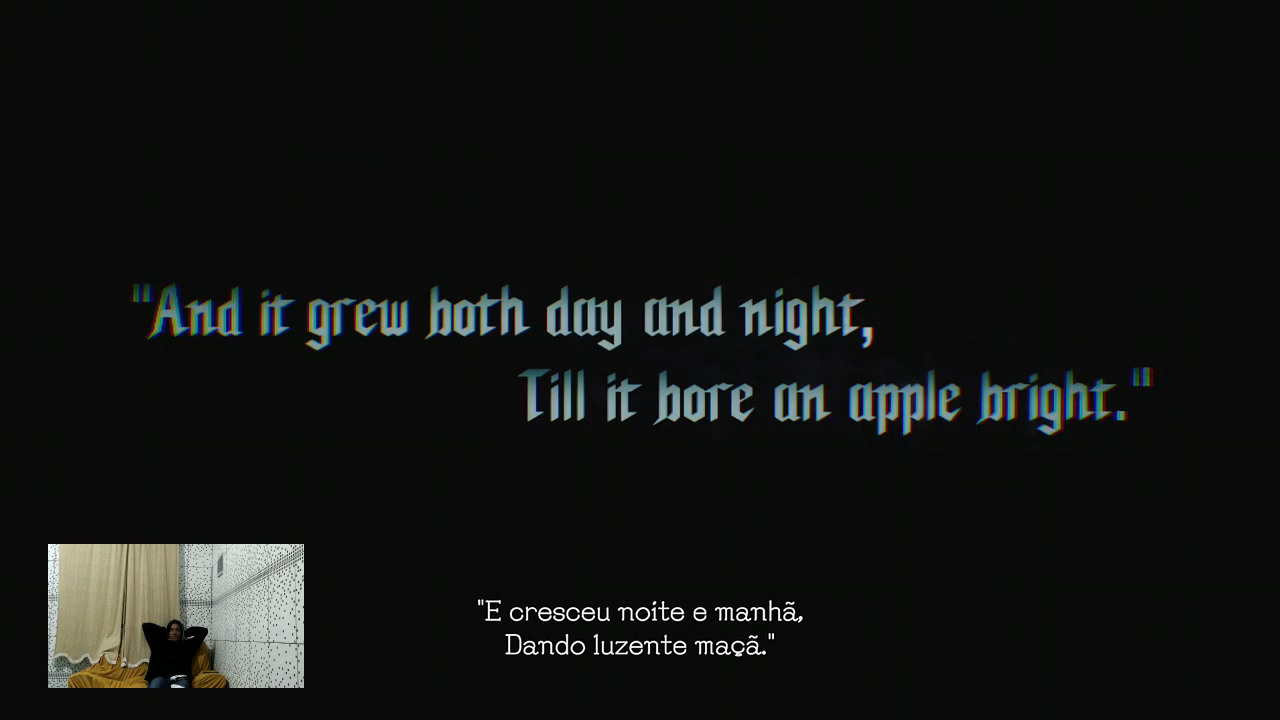 "And it grew both day and night,
Till it bore an apple bright."
"E cresceu noite e manhã,
Dando luzente maçã."